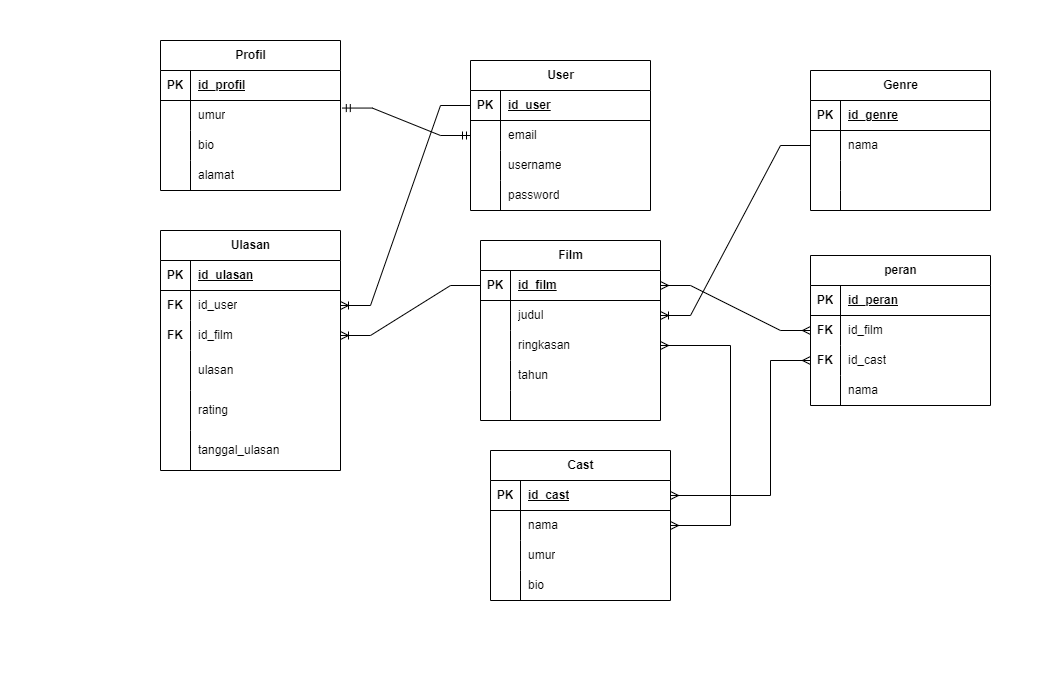 Profil
PK id_profil
umur
bio
alamat
User
PK id_user
email
username
password
Genre
PK id_genre
nama
Ulasan
PK id_ulasan
FK id_user
FK id_film
ulasan
rating
tanggal_ulasan
Film
PK id_film
judul
ringkasan
tahun
peran
PK id_peran
FK id_film
FK id_cast
nama
Cast
PK id_cast
nama
umur
bio